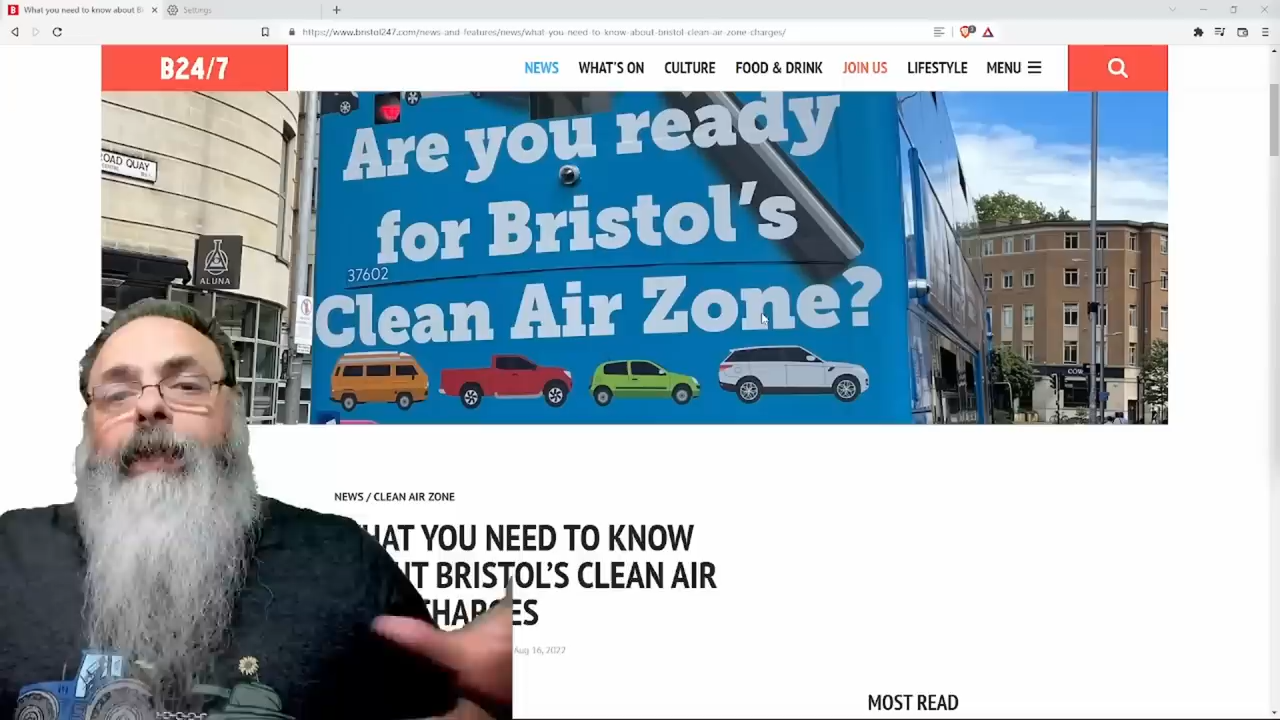 What you need to know about B
Settings
https://www.bristol247.com/news-and-features/news/what-you-need-to-know-about-bristol-clean-air-zone-charges/
B24/7
NEWS
WHAT'S ON
CULTURE
FOOD & DRINK
JOIN US
LIFESTYLE
MENU
OAD QUAY
ALUNA
Are you ready
for Bristol's
37602
Clean Air Zone?
COW
NEWS / CLEAN AIR ZONE
HAT YOU NEED TO KNOW
UT BRISTOL'S CLEAN AIR
CHARGES
Aug 16, 2022
MOST READ